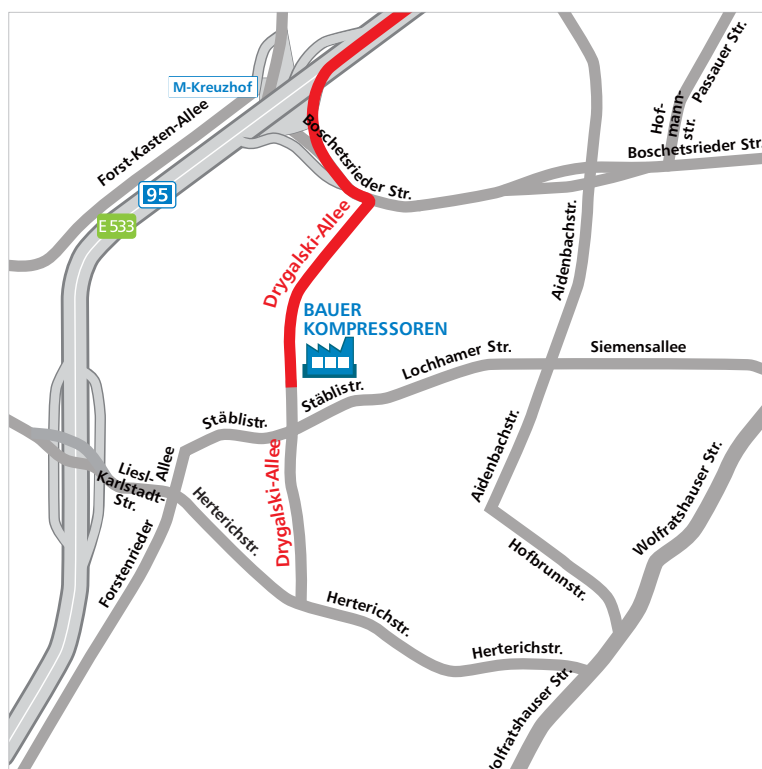 Passauer Str.
M-Kreuzhof
Hof-
mann-
str.
Forst-Kasten-Allee
Boschetsrieder Str.
Boschetsrieder Str.
95
E 533
Drygalski-Allee
Aidenbachstr.
BAUER
KOMPRESSOREN
Siemensallee
Lochhamer Str.
Stäblistr.
Stäblistr.
Aidenbachstr.
Allee
Liesl-
Karlstadt-
Str.
Drygalski-Allee
Herterichstr.
Wolfratshauser Str.
Forstenrieder
Hofbrunnstr.
Herterichstr.
Herterichstr.
Wolfratshauser Str.